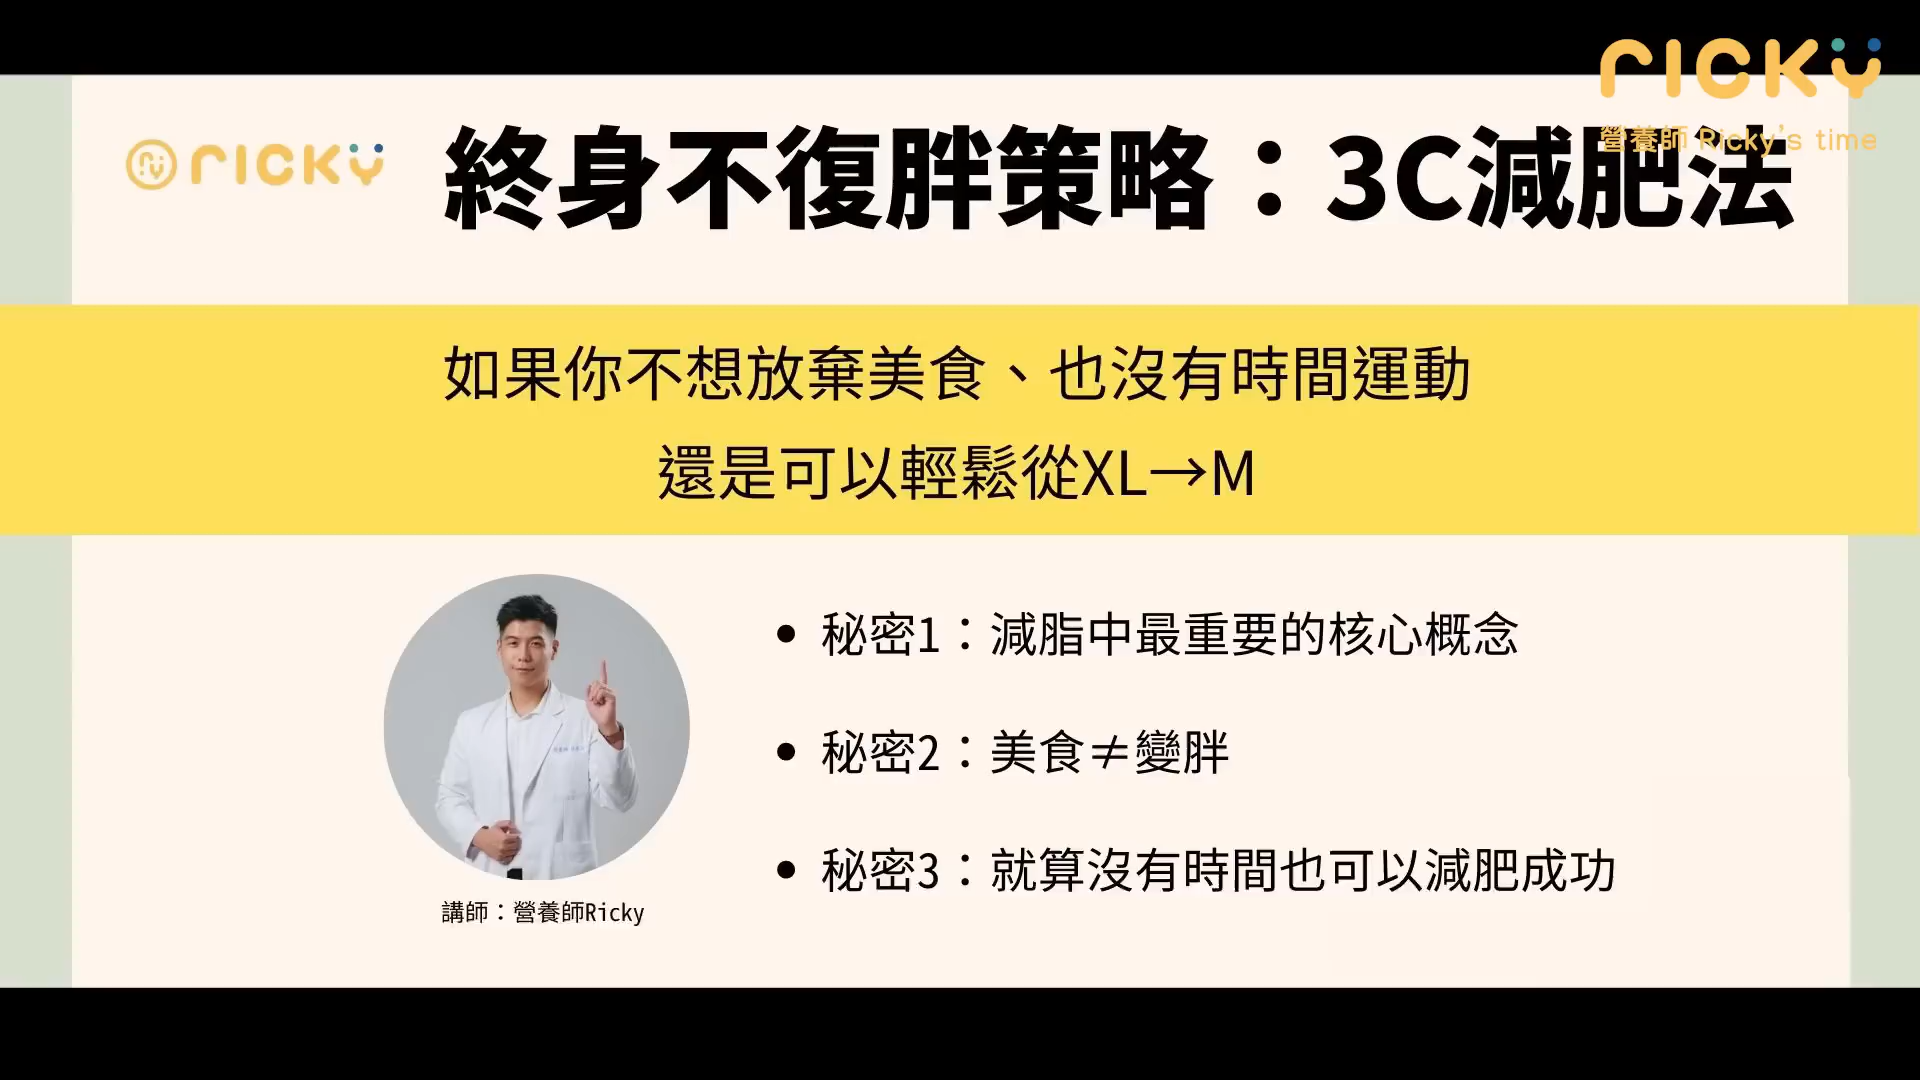 ricky
營養師 Ricky's time
ricky
終身不復胖策略：3C減肥法
如果你不想放棄美食、也沒有時間運動
還是可以輕鬆從XL→M
秘密1：減脂中最重要的核心概念
秘密2：美食≠變胖
秘密3：就算沒有時間也可以減肥成功
講師：營養師Ricky